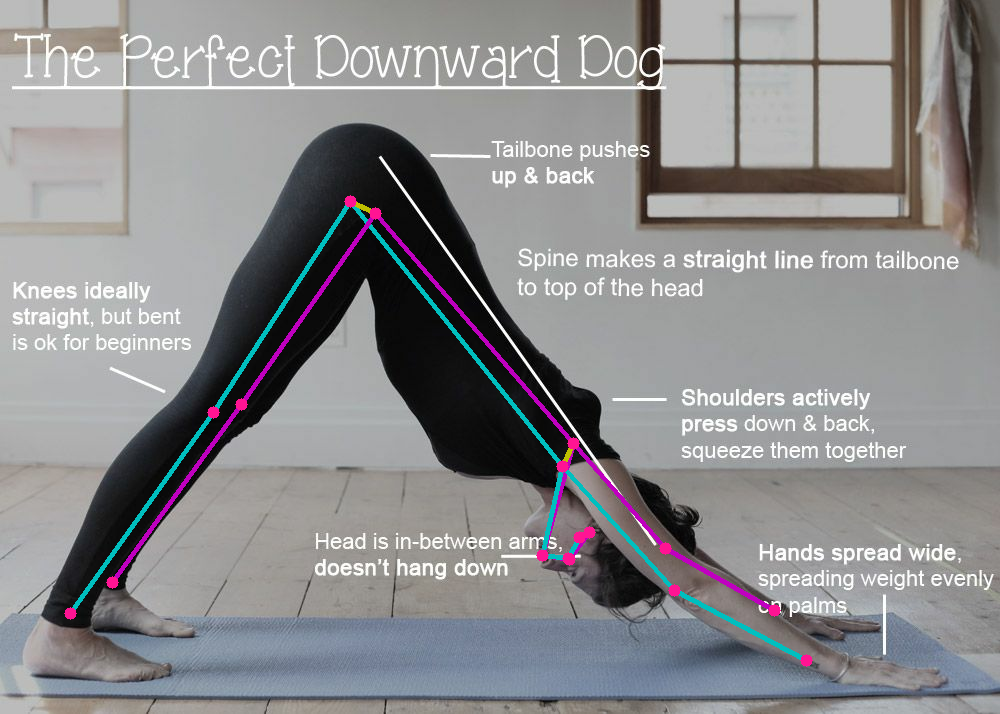 The Perfect Downward Dog
Tailbone pushes
up & back
Spine makes a straight line from tailbone
to top of the head
Knees ideally
straight, but bent
is ok for beginners
Shoulders actively
press down & back,
squeeze them together
Head is in-between arms,
doesn't hang down
Hands spread wide,
spreading weight evenly
on palms